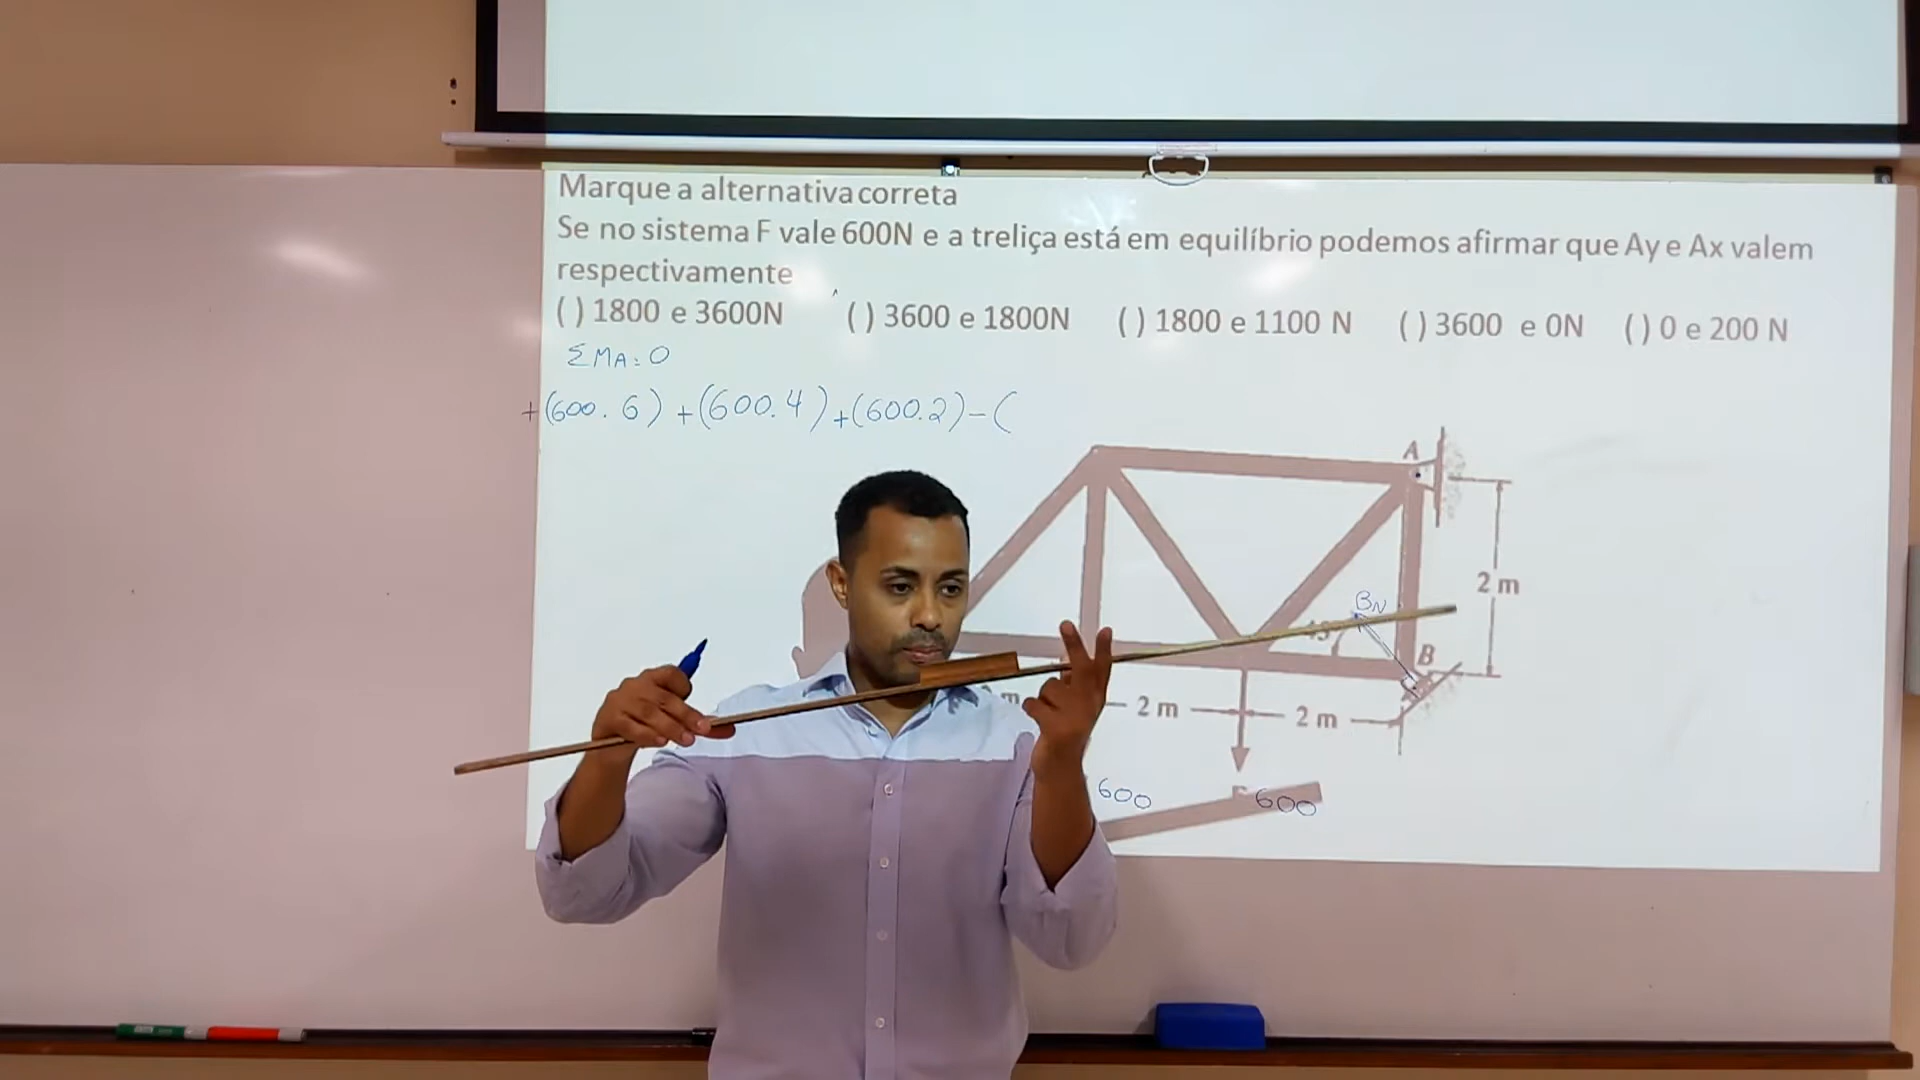 Marque a alternativa correta
Se no sistema F vale 600N e a treliça está em equilíbrio podemos afirmar que Ay e Ax valem
respectivamente
( ) 1800 e 3600N ( ) 3600 e 1800N ( ) 1800 e 1100 N ( ) 3600 e 0N ( ) 0 e 200 N
ΣMA: 0
+(600. 6) +(600.4) +(600.2)-(
A
2 m
BN
45
B
m
2 m
2 m
600
F 600